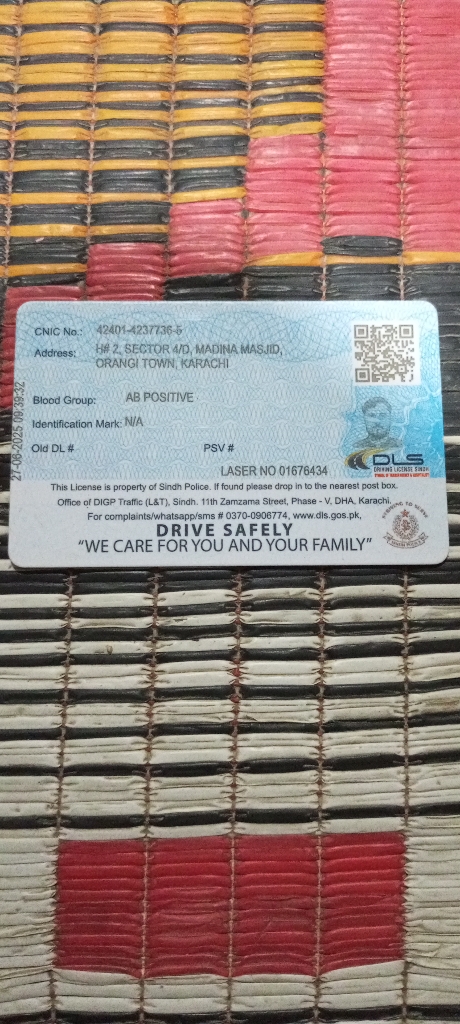 CNIC No.: 42401-4237736-5
Address: H# 2, SECTOR 4/D, MADINA MASJID,
ORANGI TOWN, KARACHI
Blood Group: AB POSITIVE
Identification Mark: N/A
Old DL # PSV #
LASER NO 01676434
27-06-2025 09:39:32
DLS
DRIVING LICENSE SINDH
This License is property of Sindh Police. If found please drop in to the nearest post box.
Office of DIGP Traffic (L&T), Sindh. 11th Zamzama Street, Phase - V, DHA, Karachi.
For complaints/whatsapp/sms # 0370-0906774, www.dls.gos.pk,
DRIVE SAFELY
"WE CARE FOR YOU AND YOUR FAMILY"